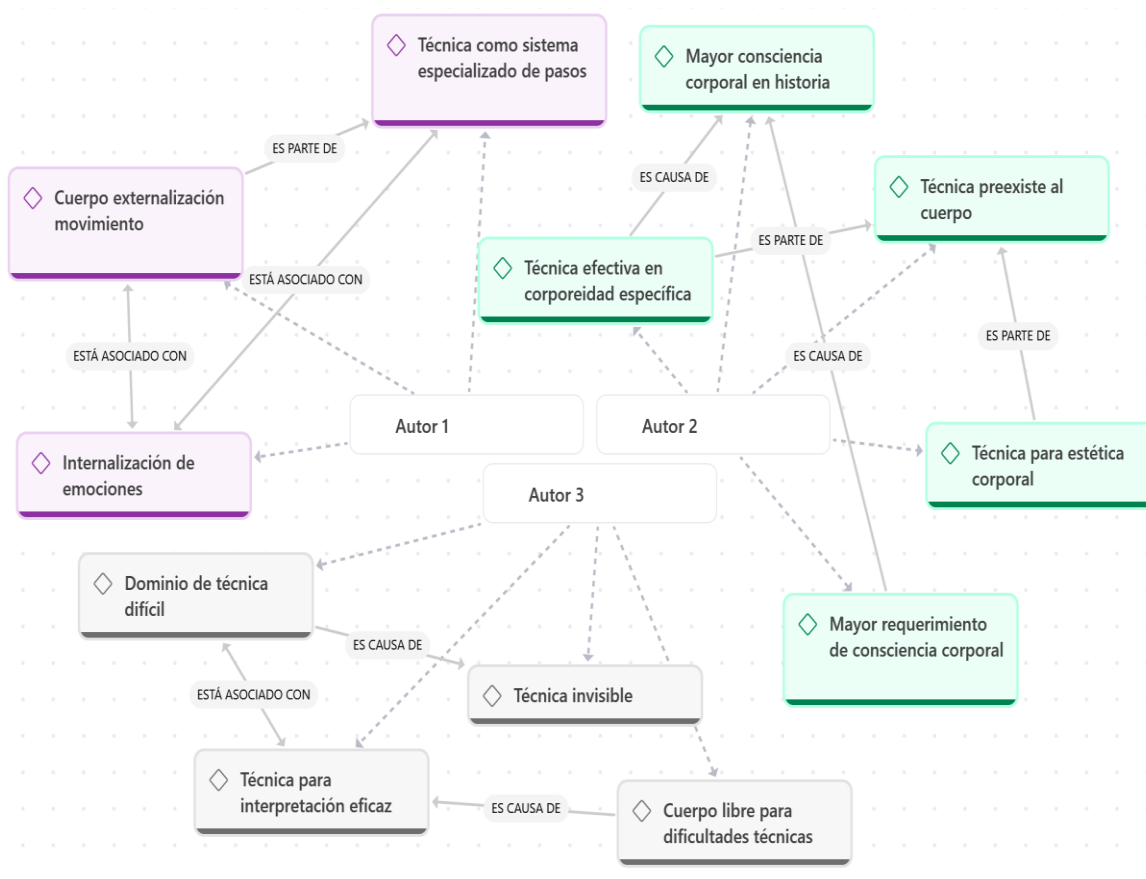 Técnica como sistema
especializado de pasos
Mayor consciencia
corporal en historia
ES PARTE DE
ES CAUSA DE
Cuerpo externalización
movimiento
Técnica preexiste al
cuerpo
ES PARTE DE
Técnica efectiva en
corporeidad específica
ESTÁ ASOCIADO CON
ES PARTE DE
ESTÁ ASOCIADO CON
ES CAUSA DE
Autor 1
Autor 2
Internalización de
emociones
Técnica para estética
corporal
Autor 3
Dominio de técnica
difícil
Mayor requerimiento
de consciencia corporal
ES CAUSA DE
ESTÁ ASOCIADO CON
Técnica invisible
Técnica para
interpretación eficaz
ES CAUSA DE
Cuerpo libre para
dificultades técnicas